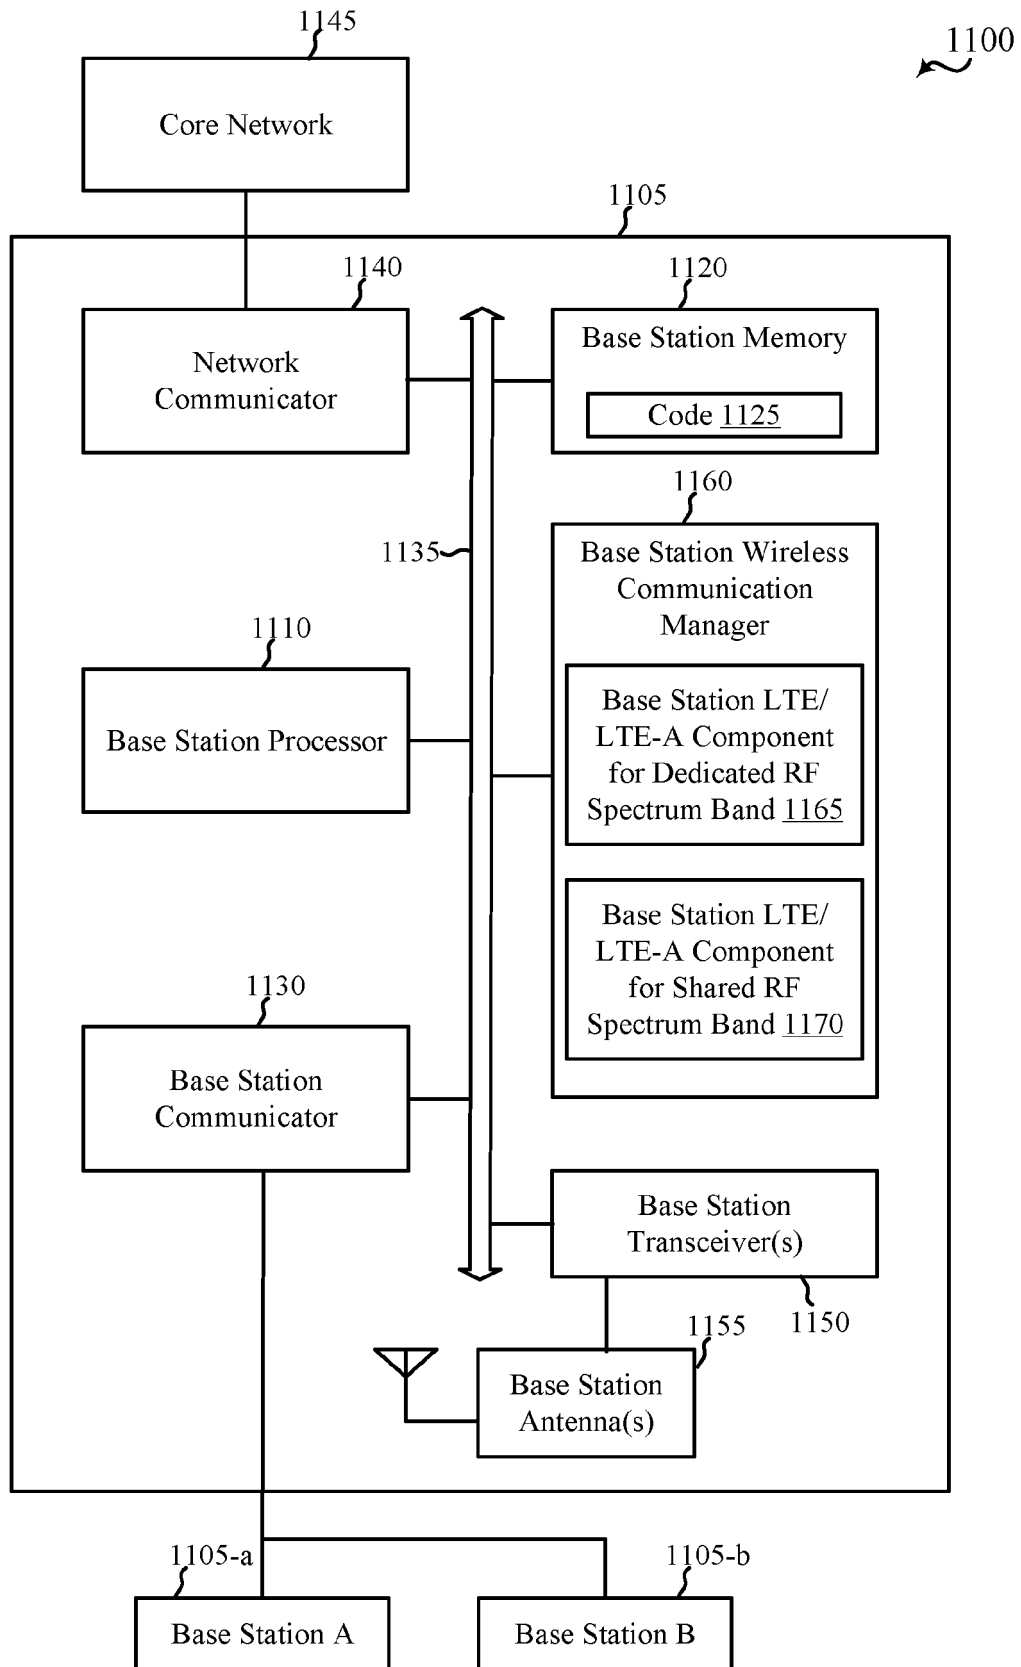 1145
1100
Core Network
1105
1140
1120
Network
Communicator
Base Station Memory
Code 1125
1160
1135
Base Station Wireless
Communication
Manager
1110
Base Station Processor
Base Station LTE/
LTE-A Component
for Dedicated RF
Spectrum Band 1165
Base Station LTE/
LTE-A Component
for Shared RF
Spectrum Band 1170
1130
Base Station
Communicator
Base Station
Transceiver(s)
1150
1155
Base Station
Antenna(s)
1105-a
1105-b
Base Station A
Base Station B